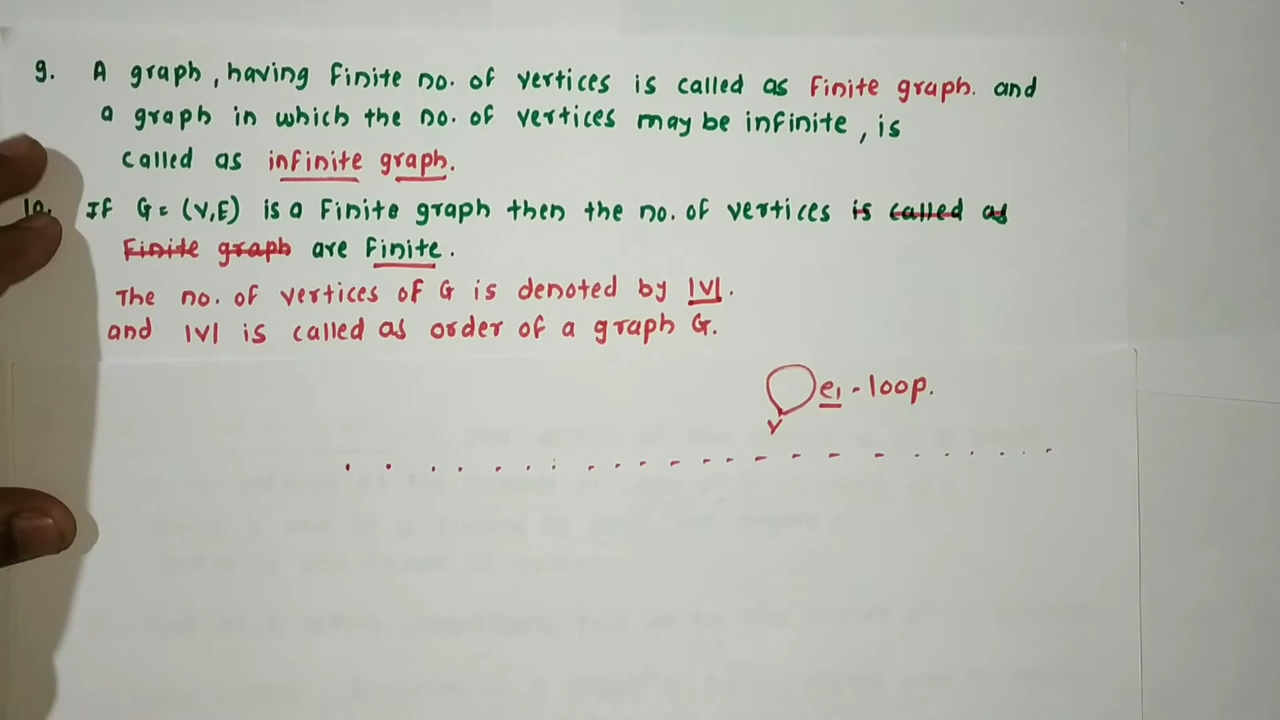 9. A graph, having Finite no. of vertices is called as Finite graph. and
a graph in which the no. of vertices may be infinite, is
called as infinite graph.
10. If G = (V,E) is a Finite graph then the no. of vertices is called as
Finite graph are Finite.
The no. of vertices of G is denoted by |V|.
and |V| is called as order of a graph G.
e1 - loop.
v